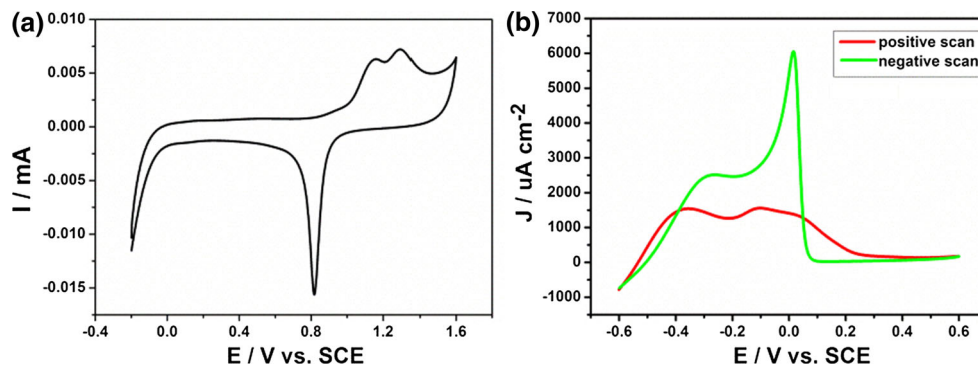 (a)
0.010
0.005
0.000
-0.005
-0.010
-0.015
I / mA
-0.4 0.0 0.4 0.8 1.2 1.6
E / V vs. SCE
(b)
7000
6000
5000
4000
3000
2000
1000
0
-1000
J / uA cm-2
positive scan
negative scan
-0.6 -0.4 -0.2 0.0 0.2 0.4 0.6
E / V vs. SCE